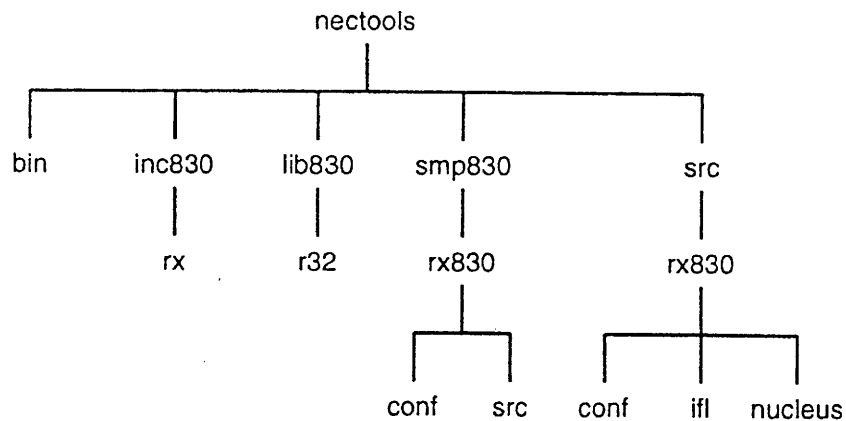 nectools
bin inc830 lib830 smp830 src
rx r32 rx830 rx830
conf src conf ifl nucleus